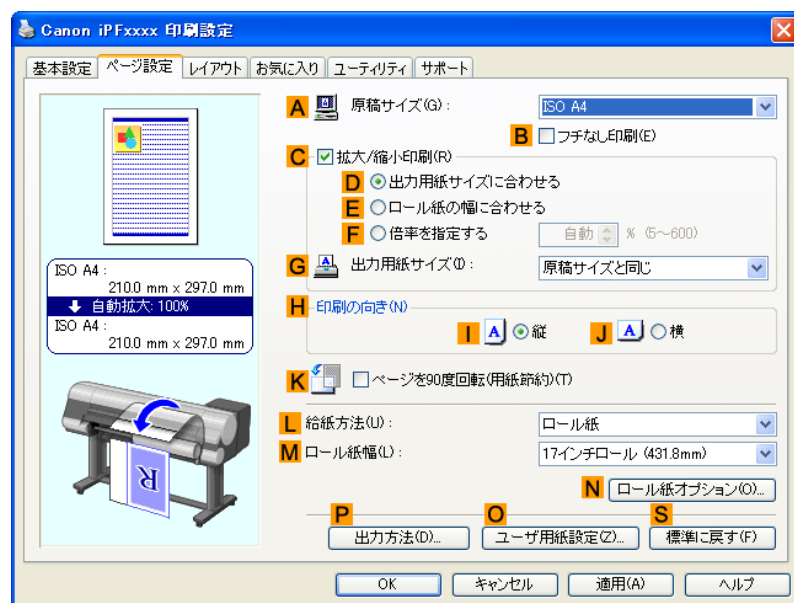 Canon iPFxxxx 印刷設定
基本設定 ページ設定 レイアウト お気に入り ユーティリティ サポート
A 原稿サイズ(G): ISO A4
B フチなし印刷(E)
C 拡大/縮小印刷(R)
D 出力用紙サイズに合わせる
E ロール紙の幅に合わせる
F 倍率を指定する 自動 % (5～600)
G 出力用紙サイズ(I): 原稿サイズと同じ
ISO A4 :
210.0 mm x 297.0 mm
自動拡大: 100%
ISO A4 :
210.0 mm x 297.0 mm
H 印刷の向き(N)
I A 縦 J A 横
K ページを90度回転(用紙節約)(T)
L 給紙方法(U): ロール紙
M ロール紙幅(L): 17インチロール (431.8mm)
R
N ロール紙オプション(O)...
P O S
出力方法(D)... ユーザ用紙設定(Z)... 標準に戻す(F)
OK キャンセル 適用(A) ヘルプ